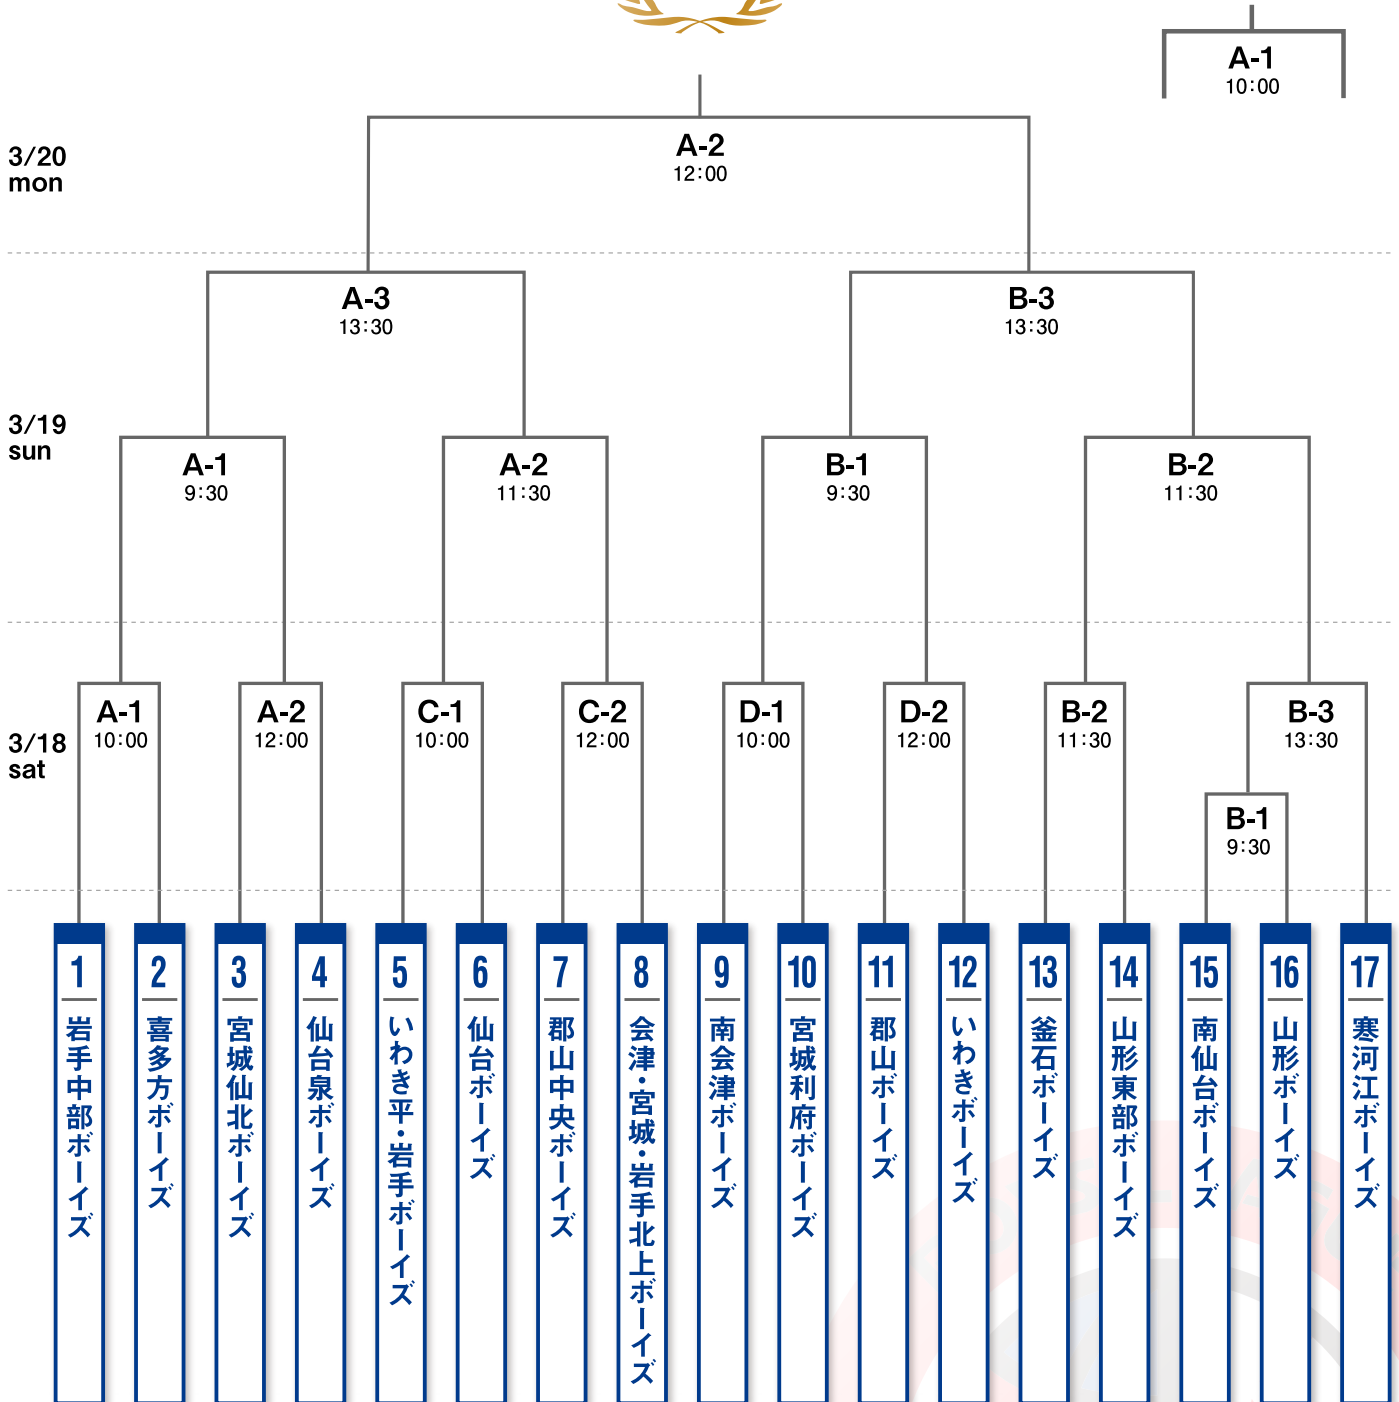 A-1
10:00
3/20
mon
A-2
12:00
A-3
13:30
B-3
13:30
3/19
sun
A-1
9:30
A-2
11:30
B-1
9:30
B-2
11:30
3/18
sat
A-1
10:00
A-2
12:00
C-1
10:00
C-2
12:00
D-1
10:00
D-2
12:00
B-2
11:30
B-3
13:30
B-1
9:30
1
岩手中部ボーイズ
2
喜多方ボーイズ
3
宮城仙北ボーイズ
4
仙台泉ボーイズ
5
いわき平・岩手ボーイズ
6
仙台ボーイズ
7
郡山中央ボーイズ
8
会津・宮城・岩手北上ボーイズ
9
南会津ボーイズ
10
宮城利府ボーイズ
11
郡山ボーイズ
12
いわきボーイズ
13
釜石ボーイズ
14
山形東部ボーイズ
15
南仙台ボーイズ
16
山形ボーイズ
17
寒河江ボーイズ